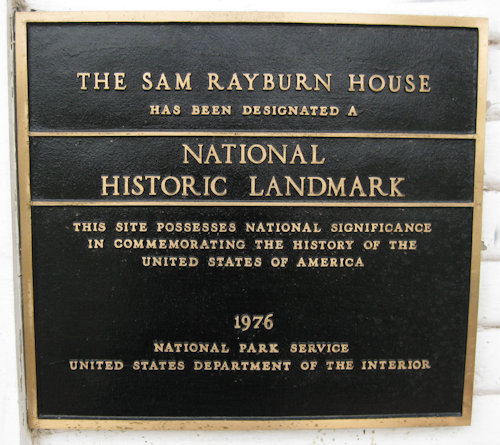 THE SAM RAYBURN HOUSE
HAS BEEN DESIGNATED A
NATIONAL
HISTORIC LANDMARK
THIS SITE POSSESSES NATIONAL SIGNIFICANCE
IN COMMEMORATING THE HISTORY OF THE
UNITED STATES OF AMERICA
1976
NATIONAL PARK SERVICE
UNITED STATES DEPARTMENT OF THE INTERIOR